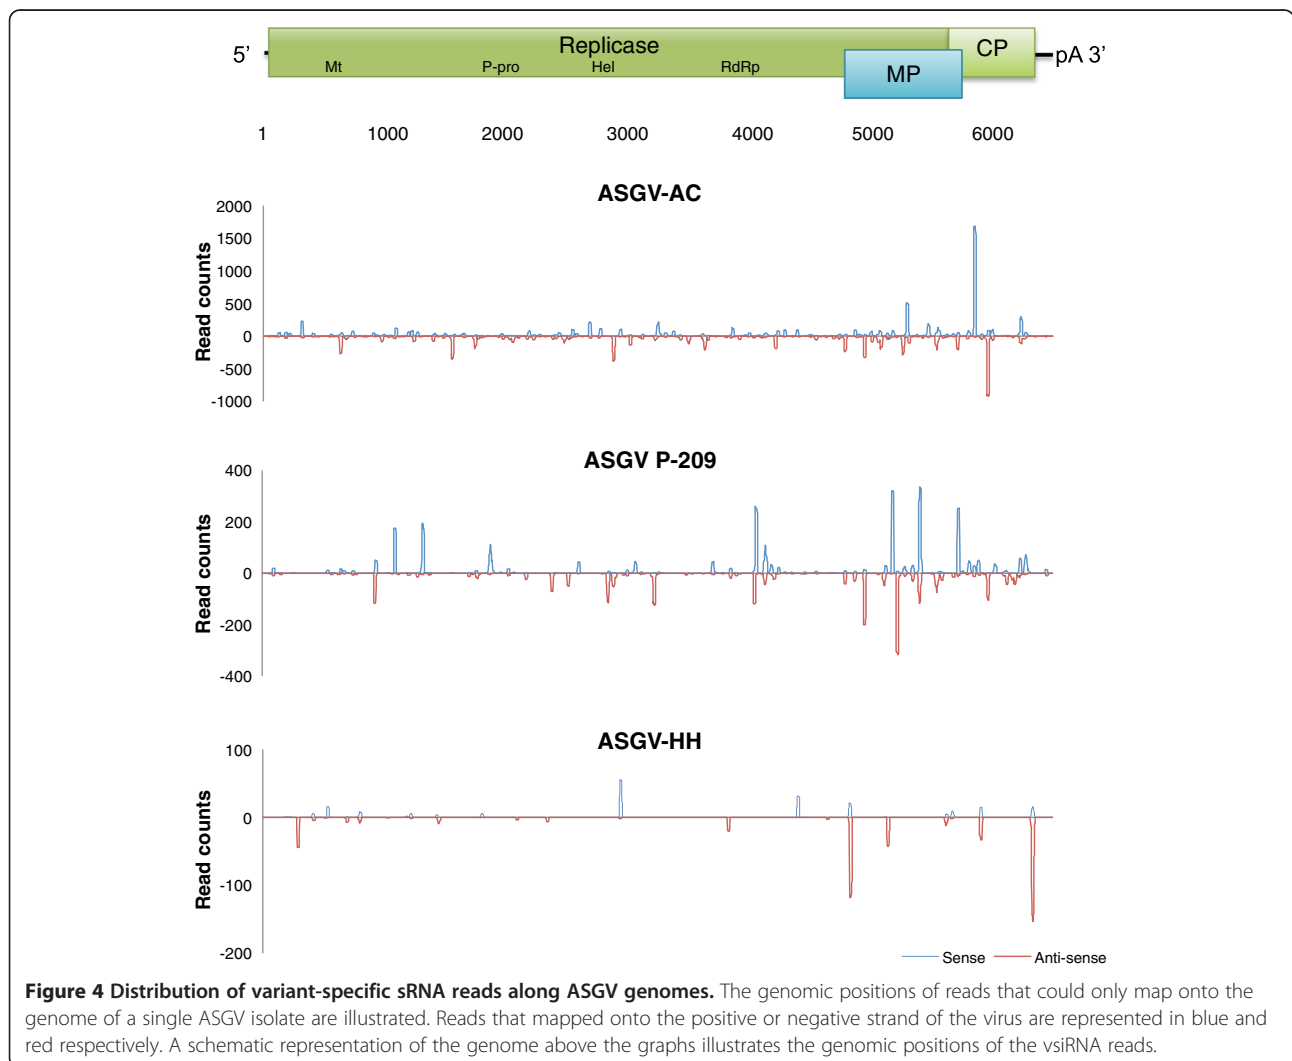 5’ Replicase CP pA 3’
Mt P-pro Hel RdRp MP
1 1000 2000 3000 4000 5000 6000
ASGV-AC
Read counts
2000
1500
1000
500
0
-500
-1000
ASGV P-209
Read counts
400
200
0
-200
-400
ASGV-HH
Read counts
100
0
-100
-200
Sense Anti-sense
Figure 4 Distribution of variant-specific sRNA reads along ASGV genomes. The genomic positions of reads that could only map onto the
genome of a single ASGV isolate are illustrated. Reads that mapped onto the positive or negative strand of the virus are represented in blue and
red respectively. A schematic representation of the genome above the graphs illustrates the genomic positions of the vsiRNA reads.